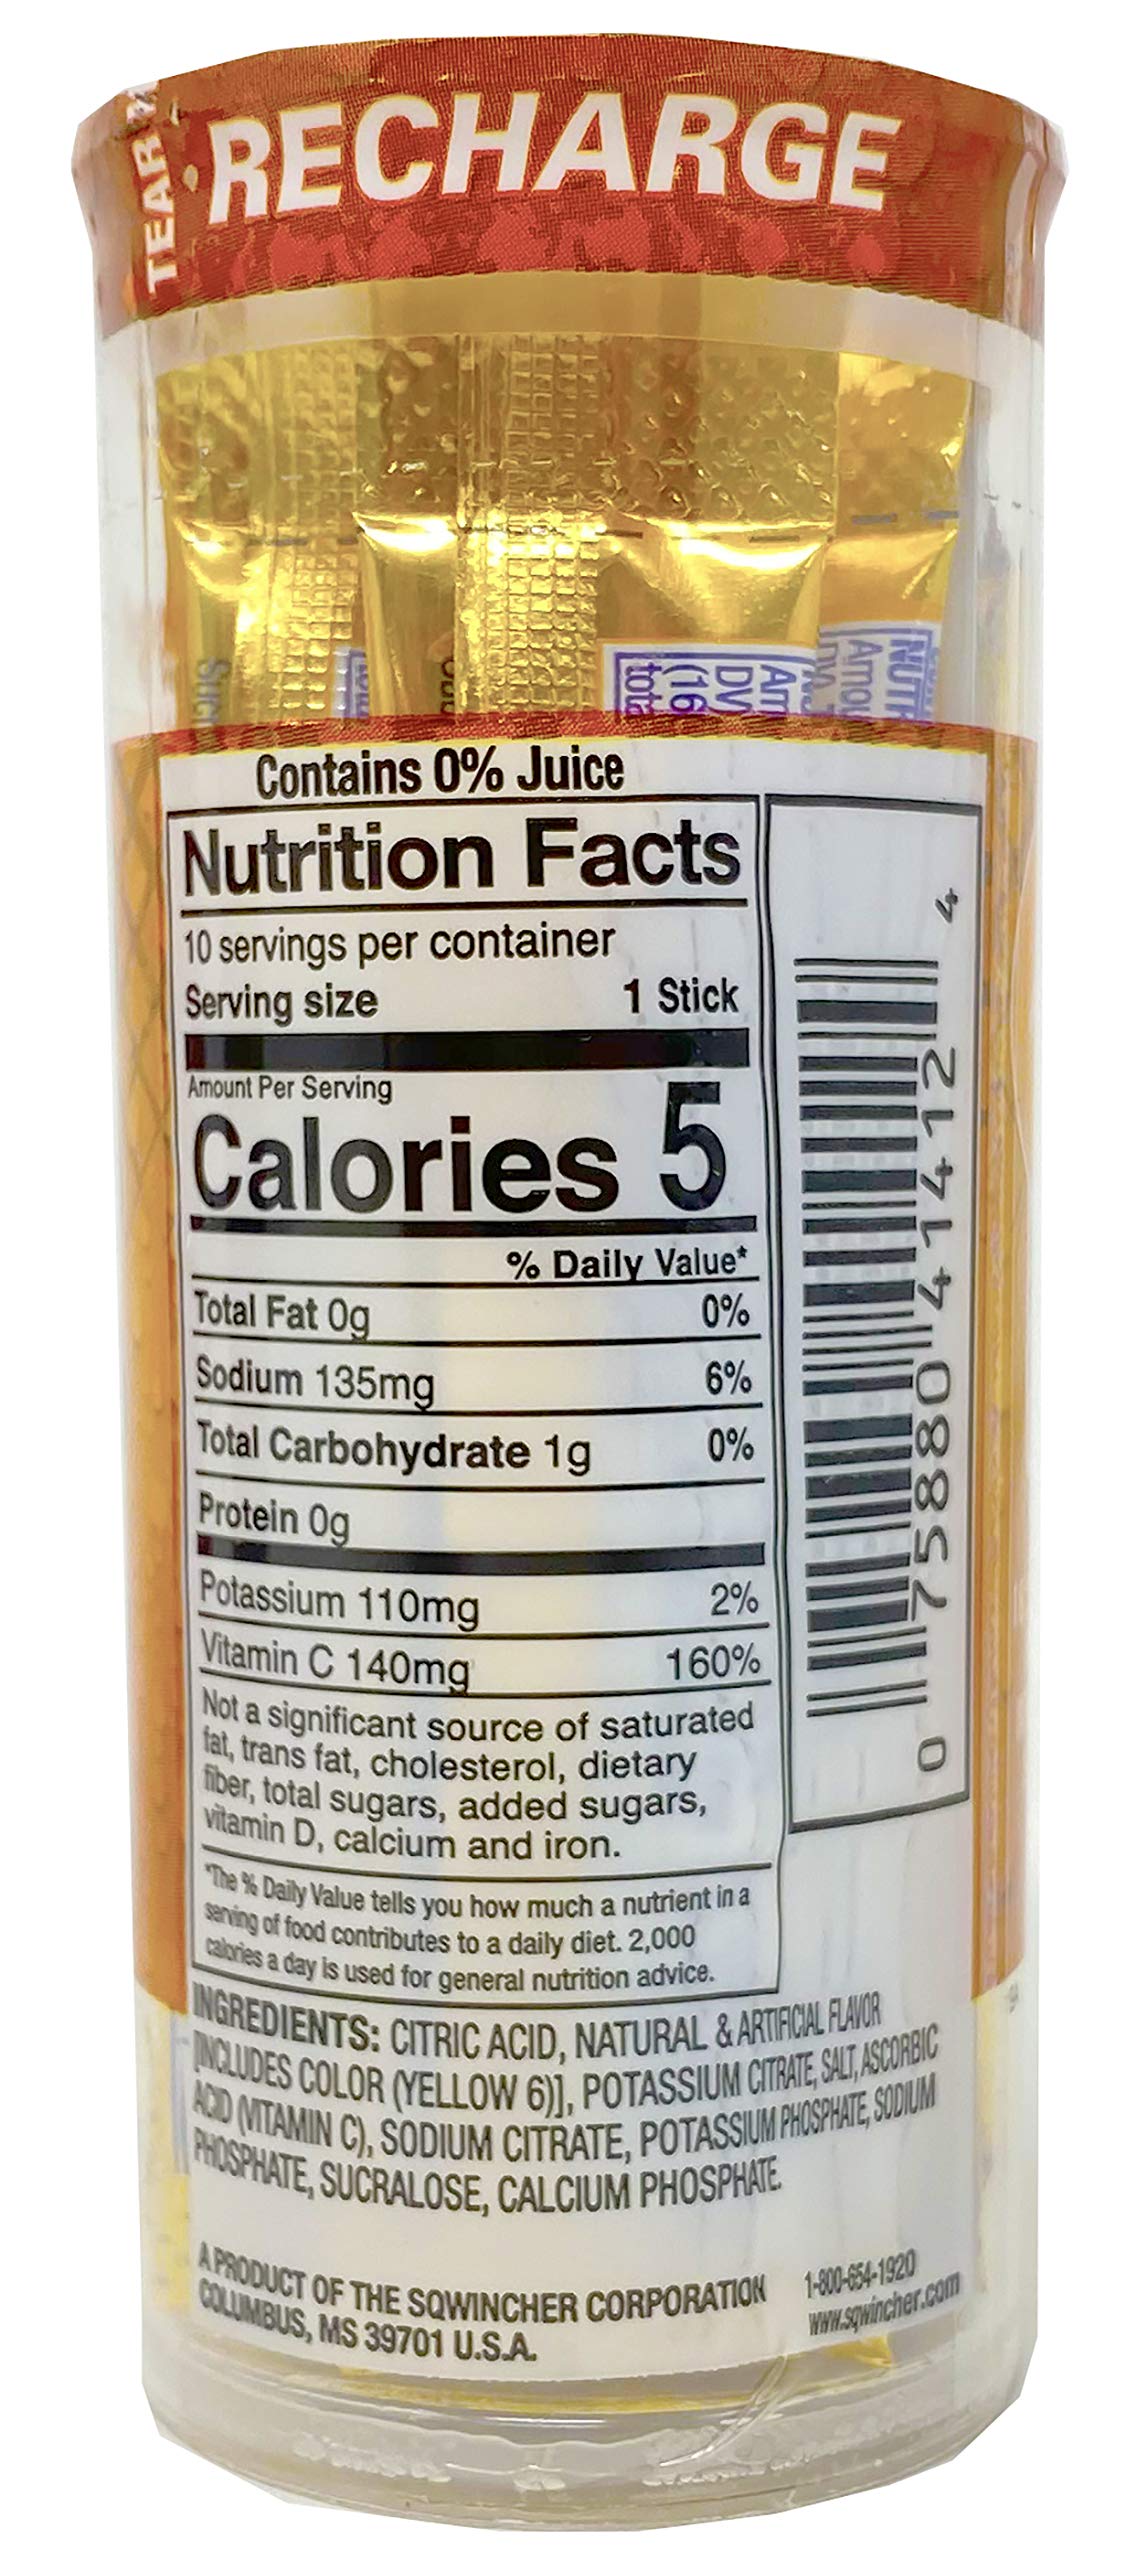 TEAR
RECHARGE
NUTR
Amou
Am
DV
(16
tota
Contains 0% Juice
Nutrition Facts
10 servings per container
Serving size 1 Stick
Amount Per Serving
Calories 5
% Daily Value*
Total Fat 0g 0%
Sodium 135mg 6%
Total Carbohydrate 1g 0%
Protein 0g
Potassium 110mg 2%
Vitamin C 140mg 160%
Not a significant source of saturated
fat, trans fat, cholesterol, dietary
fiber, total sugars, added sugars,
vitamin D, calcium and iron.
*The % Daily Value tells you how much a nutrient in a
serving of food contributes to a daily diet. 2,000
calories a day is used for general nutrition advice.
0 75880 41412 4
INGREDIENTS: CITRIC ACID, NATURAL & ARTIFICIAL FLAVOR
[INCLUDES COLOR (YELLOW 6)], POTASSIUM CITRATE, SALT, ASCORBIC
ACID (VITAMIN C), SODIUM CITRATE, POTASSIUM PHOSPHATE, SODIUM
PHOSPHATE, SUCRALOSE, CALCIUM PHOSPHATE.
A PRODUCT OF THE SQWINCHER CORPORATION
COLUMBUS, MS 39701 U.S.A.
1-800-654-1920
www.sqwincher.com